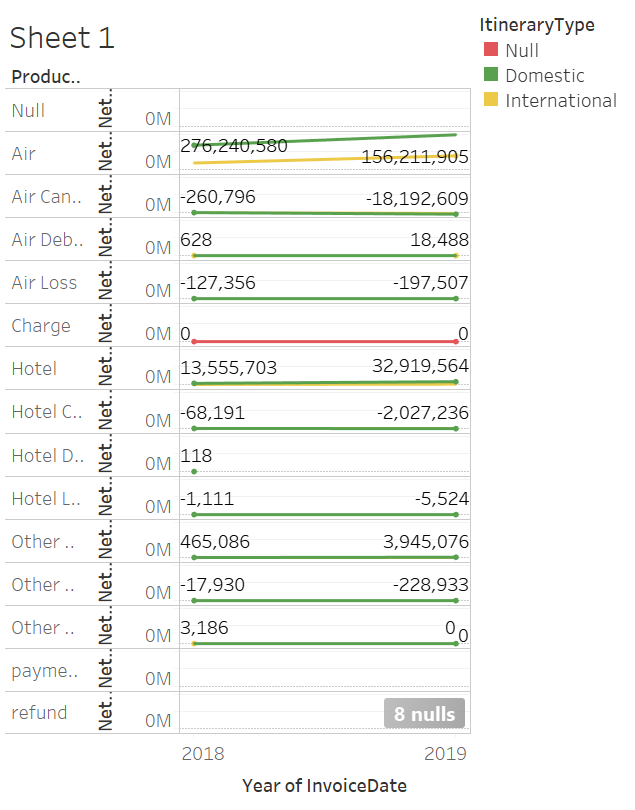 Sheet 1
ItineraryType
Null
Domestic
International
Produc..
Null Net.. 0M
Air Net.. 0M 276,240,580 156,211,905
Air Can.. Net.. 0M -260,796 -18,192,609
Air Deb.. Net.. 0M 628 18,488
Air Loss Net.. 0M -127,356 -197,507
Charge Net.. 0M 0 0
Hotel Net.. 0M 13,555,703 32,919,564
Hotel C.. Net.. 0M -68,191 -2,027,236
Hotel D.. Net.. 0M 118
Hotel L.. Net.. 0M -1,111 -5,524
Other .. Net.. 0M 465,086 3,945,076
Other .. Net.. 0M -17,930 -228,933
Other .. Net.. 0M 3,186 0 0
payme.. Net.. 0M
refund Net.. 0M 8 nulls
2018 2019
Year of InvoiceDate